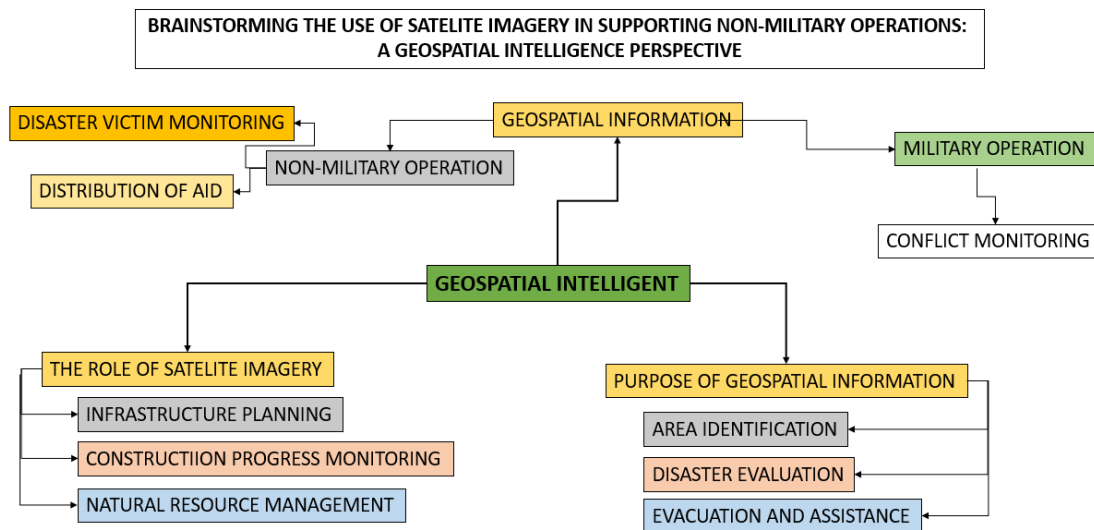 BRAINSTORMING THE USE OF SATELITE IMAGERY IN SUPPORTING NON-MILITARY OPERATIONS:
A GEOSPATIAL INTELLIGENCE PERSPECTIVE
DISASTER VICTIM MONITORING
GEOSPATIAL INFORMATION
MILITARY OPERATION
NON-MILITARY OPERATION
DISTRIBUTION OF AID
CONFLICT MONITORING
GEOSPATIAL INTELLIGENT
THE ROLE OF SATELITE IMAGERY
INFRASTRUCTURE PLANNING
CONSTRUCTIION PROGRESS MONITORING
NATURAL RESOURCE MANAGEMENT
PURPOSE OF GEOSPATIAL INFORMATION
AREA IDENTIFICATION
DISASTER EVALUATION
EVACUATION AND ASSISTANCE